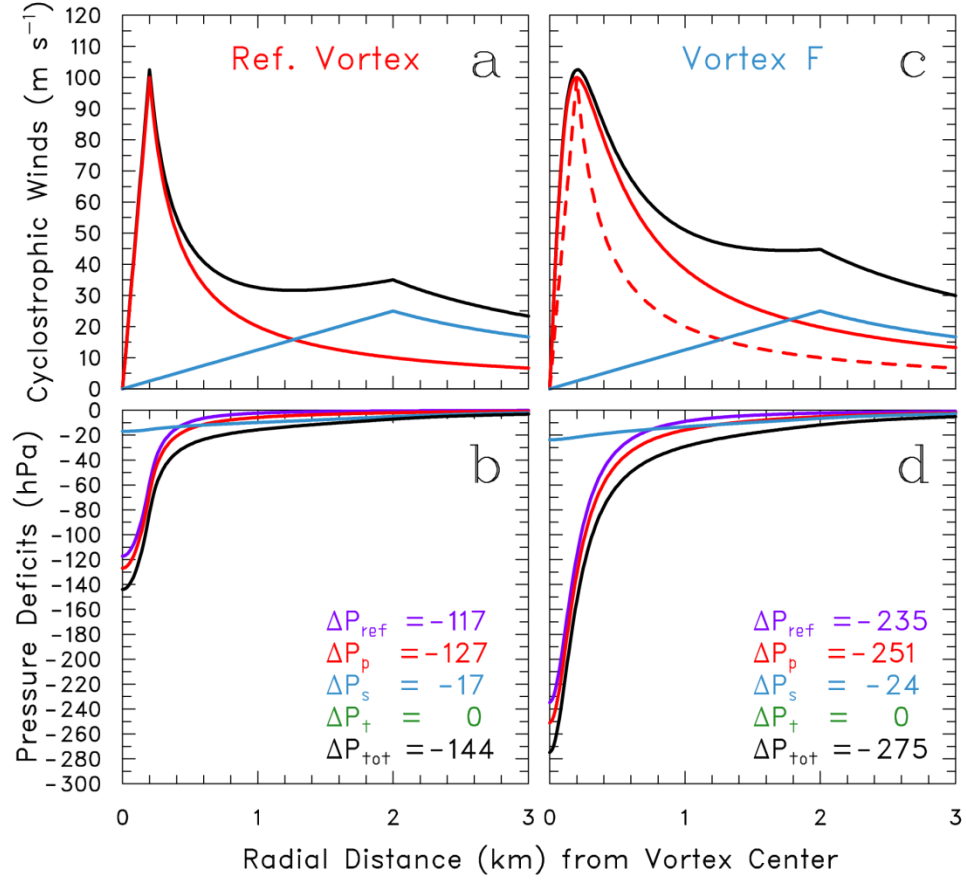 Cyclostrophic Winds (m s⁻¹)
120
110
100
90
80
70
60
50
40
30
20
10
0
Ref. Vortex
a
Vortex F
c
Pressure Deficits (hPa)
0
-20
-40
-60
-80
-100
-120
-140
-160
-180
-200
-220
-240
-260
-280
-300
b
ΔP_ref = -117
ΔP_p = -127
ΔP_s = -17
ΔP_t = 0
ΔP_tot = -144
d
ΔP_ref = -235
ΔP_p = -251
ΔP_s = -24
ΔP_t = 0
ΔP_tot = -275
0 1 2 3 0 1 2 3
Radial Distance (km) from Vortex Center